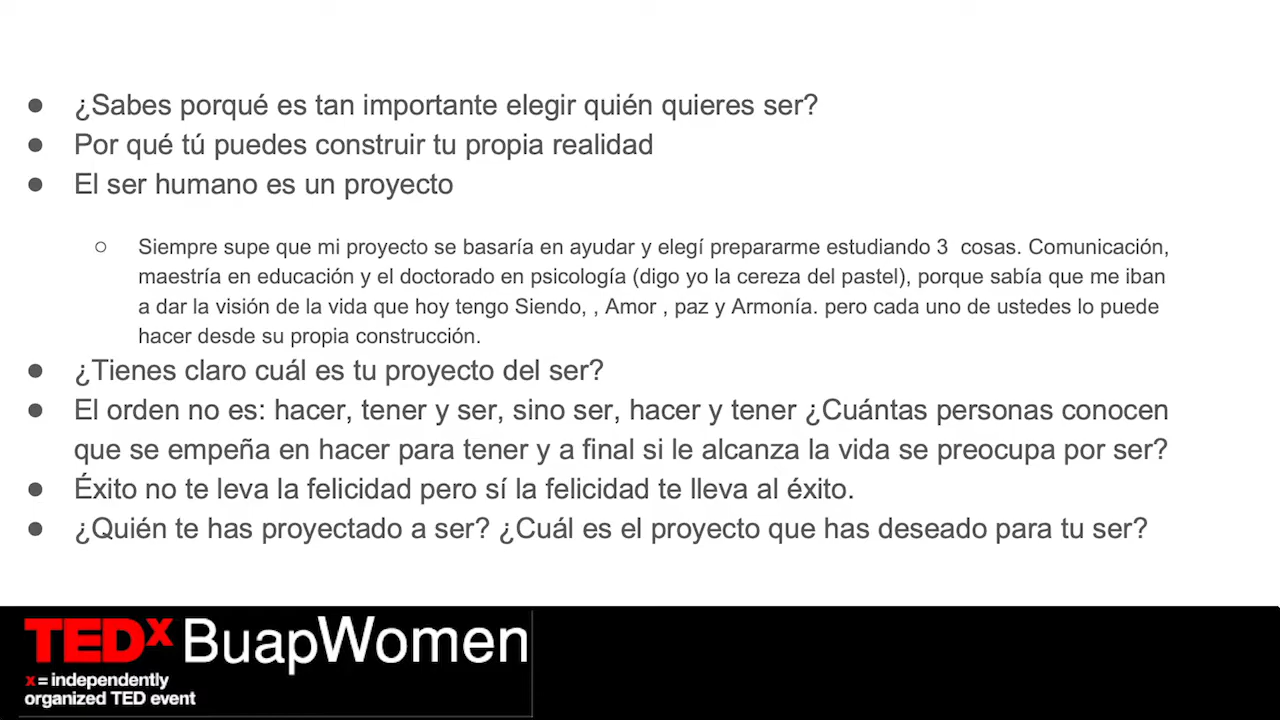 ● ¿Sabes porqué es tan importante elegir quién quieres ser?
● Por qué tú puedes construir tu propia realidad
● El ser humano es un proyecto
○ Siempre supe que mi proyecto se basaría en ayudar y elegí prepararme estudiando 3  cosas. Comunicación,
maestría en educación y el doctorado en psicología (digo yo la cereza del pastel), porque sabía que me iban
a dar la visión de la vida que hoy tengo Siendo, , Amor , paz y Armonía. pero cada uno de ustedes lo puede
hacer desde su propia construcción.
● ¿Tienes claro cuál es tu proyecto del ser?
● El orden no es: hacer, tener y ser, sino ser, hacer y tener ¿Cuántas personas conocen
que se empeña en hacer para tener y a final si le alcanza la vida se preocupa por ser?
● Éxito no te leva la felicidad pero sí la felicidad te lleva al éxito.
● ¿Quién te has proyectado a ser? ¿Cuál es el proyecto que has deseado para tu ser?
TEDx BuapWomen
x = independently
organized TED event